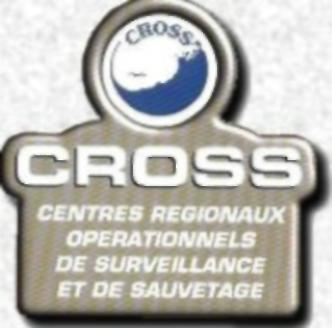 CROSS
CROSS
CENTRES REGIONAUX
OPERATIONNELS
DE SURVEILLANCE
ET DE SAUVETAGE